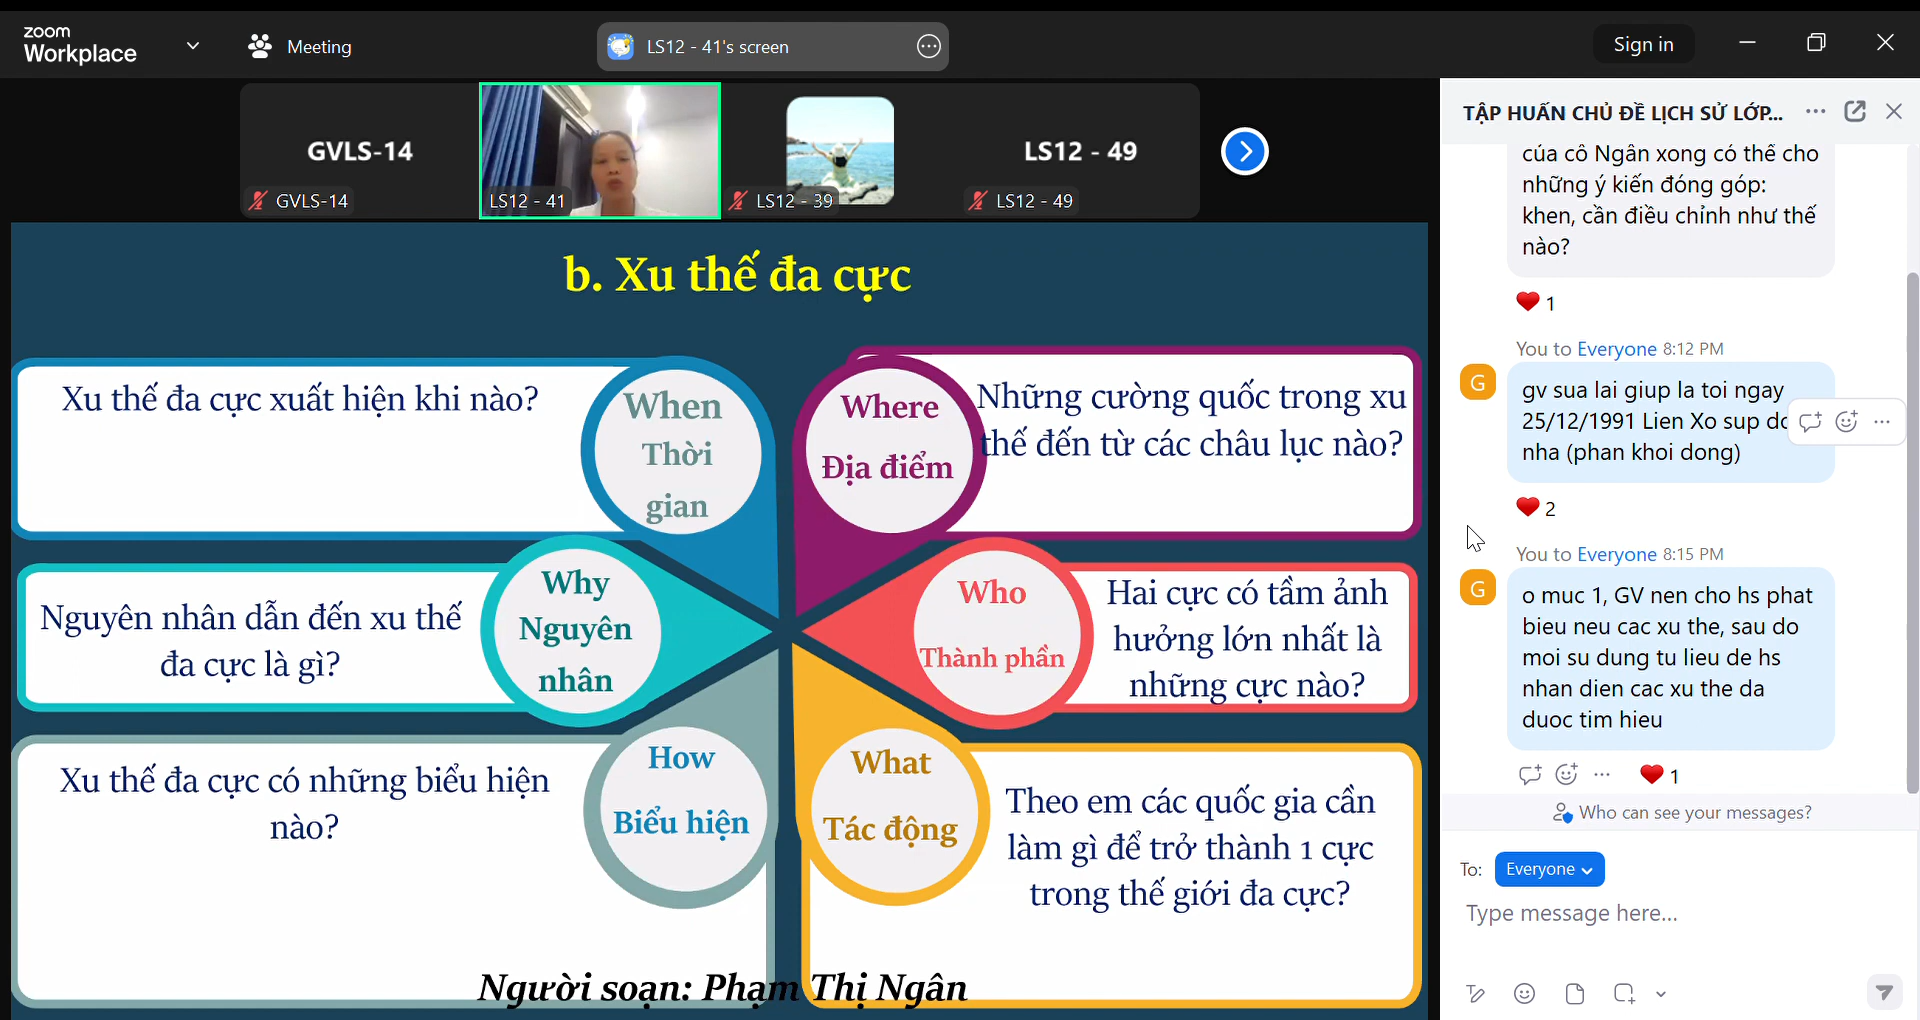 zoom
Workplace
Meeting
LS12 - 41's screen
Sign in
GVLS-14
GVLS-14
LS12 - 41
LS12 - 39
LS12 - 49
LS12 - 49
b. Xu thế đa cực
Xu thế đa cực xuất hiện khi nào?
When
Thời
gian
Where
Địa điểm
Những cường quốc trong xu
thế đến từ các châu lục nào?
Nguyên nhân dẫn đến xu thế
đa cực là gì?
Why
Nguyên
nhân
Who
Thành phần
Hai cực có tầm ảnh
hưởng lớn nhất là
những cực nào?
Xu thế đa cực có những biểu hiện
nào?
How
Biểu hiện
What
Tác động
Theo em các quốc gia cần
làm gì để trở thành 1 cực
trong thế giới đa cực?
Người soạn: Phạm Thị Ngân
TẬP HUẤN CHỦ ĐỀ LỊCH SỬ LỚP...
của cô Ngân xong có thể cho
những ý kiến đóng góp:
khen, cần điều chỉnh như thế
nào?
1
You to Everyone 8:12 PM
G
gv sua lai giup la toi ngay
25/12/1991 Lien Xo sup
nha (phan khoi dong)
2
You to Everyone 8:15 PM
G
o muc 1, GV nen cho hs phat
bieu neu cac xu the, sau do
moi su dung tu lieu de hs
nhan dien cac xu the da
duoc tim hieu
1
Who can see your messages?
To: Everyone
Type message here...